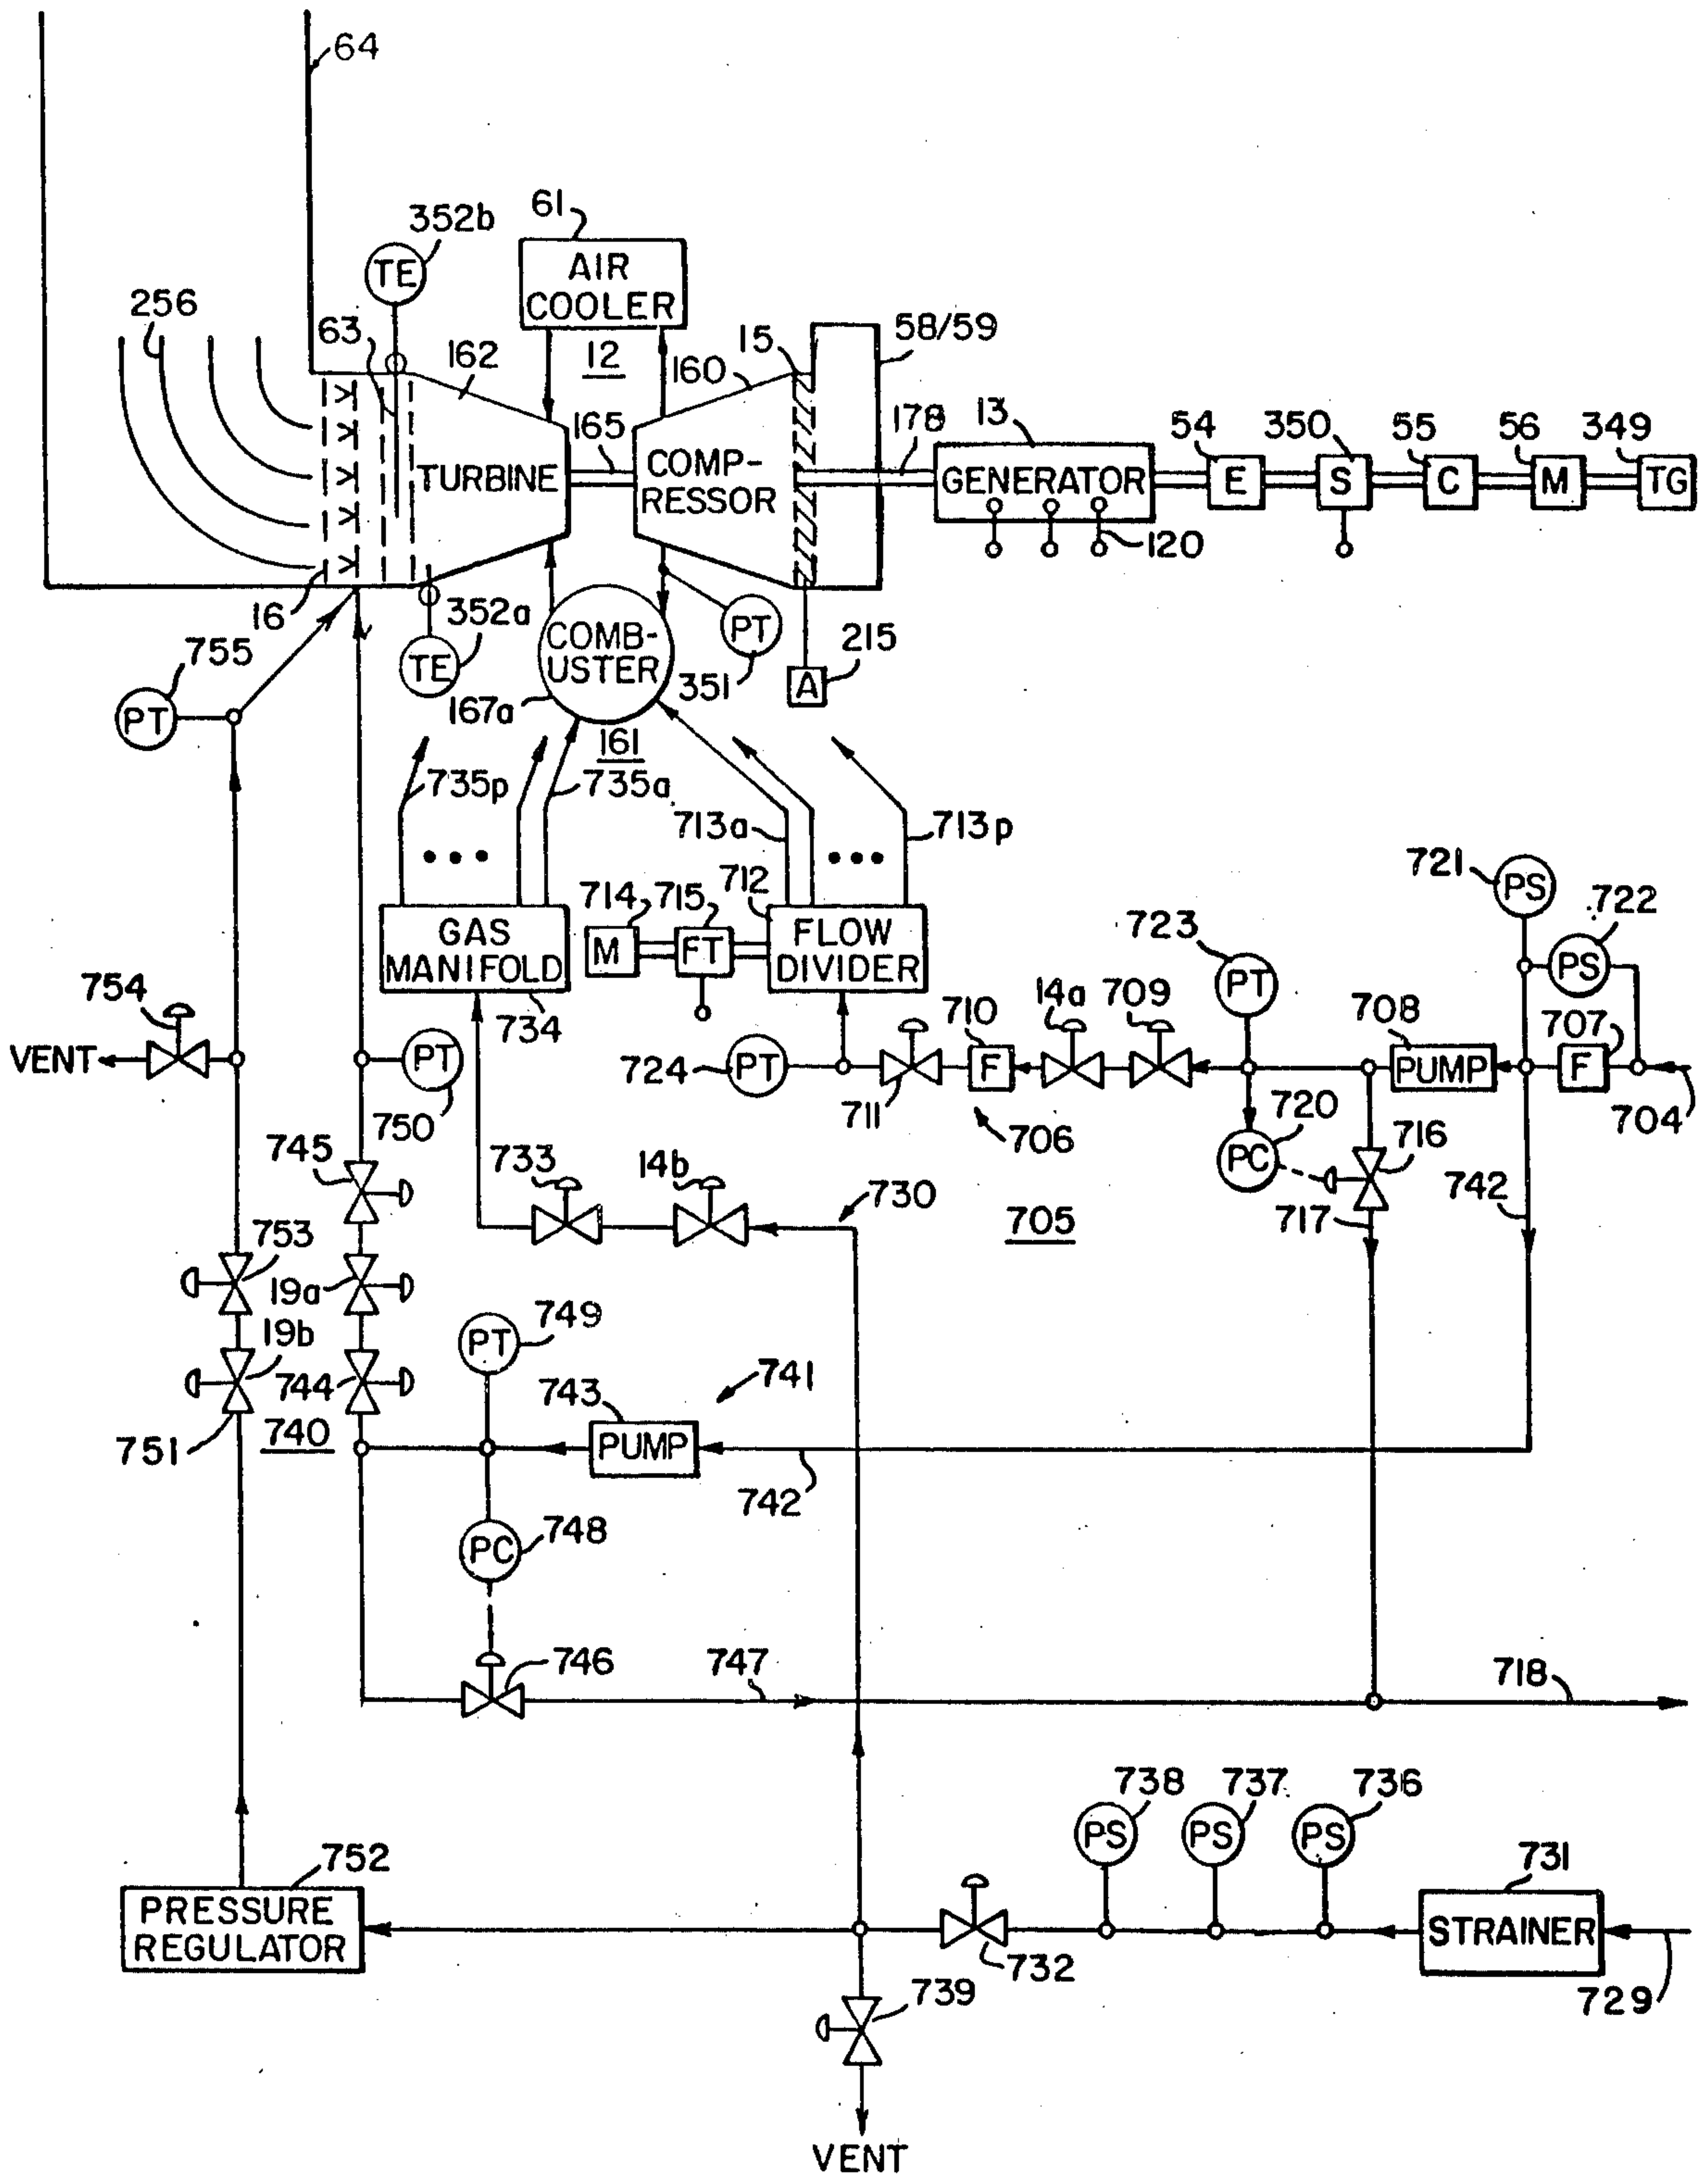 64
352b
TE
61
AIR
COOLER
12
256
63
162
15
58/59
160
165
178
13
54
350
55
56
349
TURBINE
COMP-
RESSOR
GENERATOR
E
S
C
M
TG
120
16
352a
TE
COMB-
USTER
PT
351
215
A
755
PT
167a
161
735p
735a
713a
713p
714
715
712
GAS
MANIFOLD
M
FT
FLOW
DIVIDER
734
721
PS
722
PS
723
PT
754
VENT
PT
750
724
PT
711
710
F
706
14a
709
708
PUMP
707
F
704
720
PC
716
717
742
745
733
14b
730
705
753
19a
19b
744
740
751
749
PT
741
743
PUMP
742
PC
748
746
747
718
738
PS
737
PS
736
PS
752
PRESSURE
REGULATOR
731
STRAINER
732
729
739
VENT